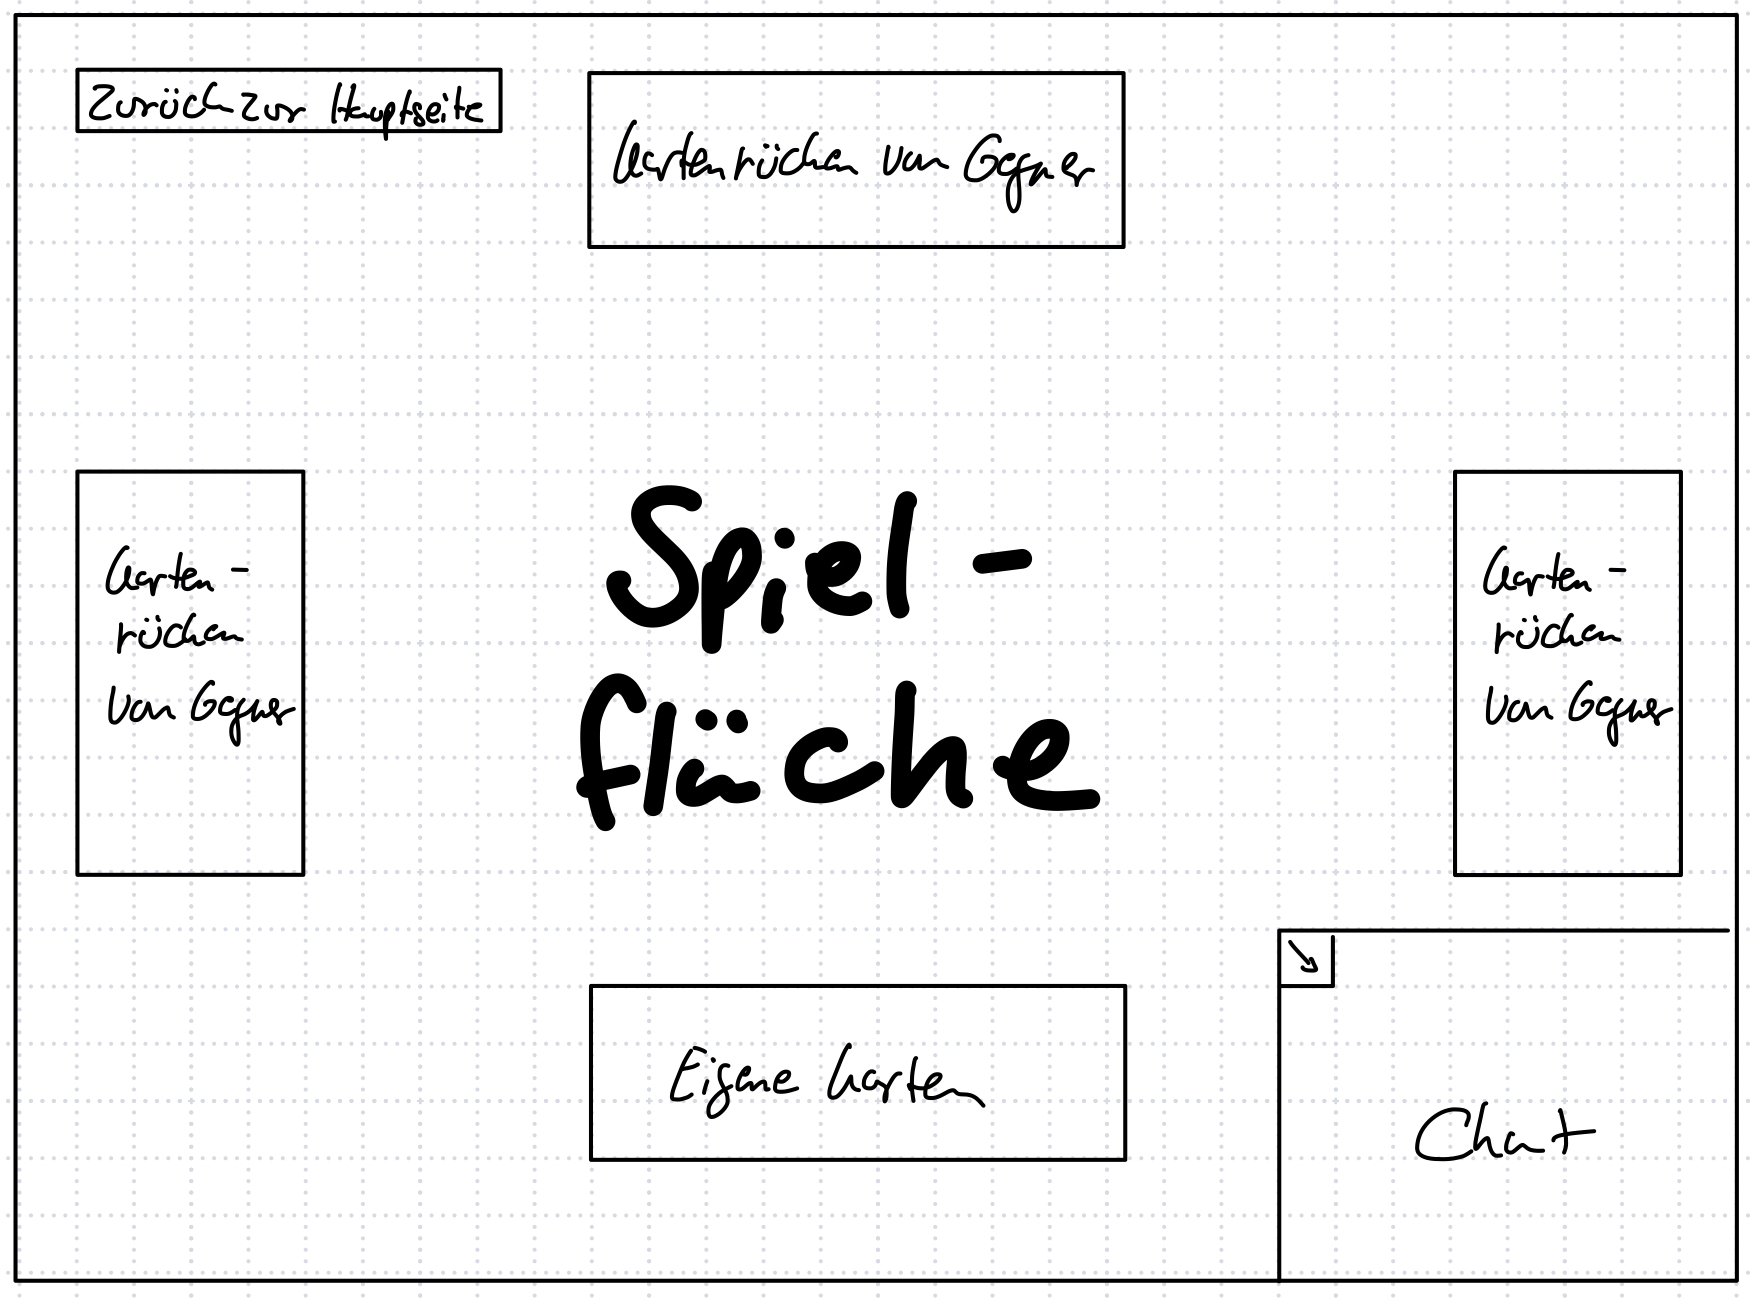 Zurück zur Hauptseite
Kartenrücken von Gegner
Spiel-
fläche
Karten-
rücken
von Gegner
Karten-
rücken
von Gegner
Eigene Karten
Chat